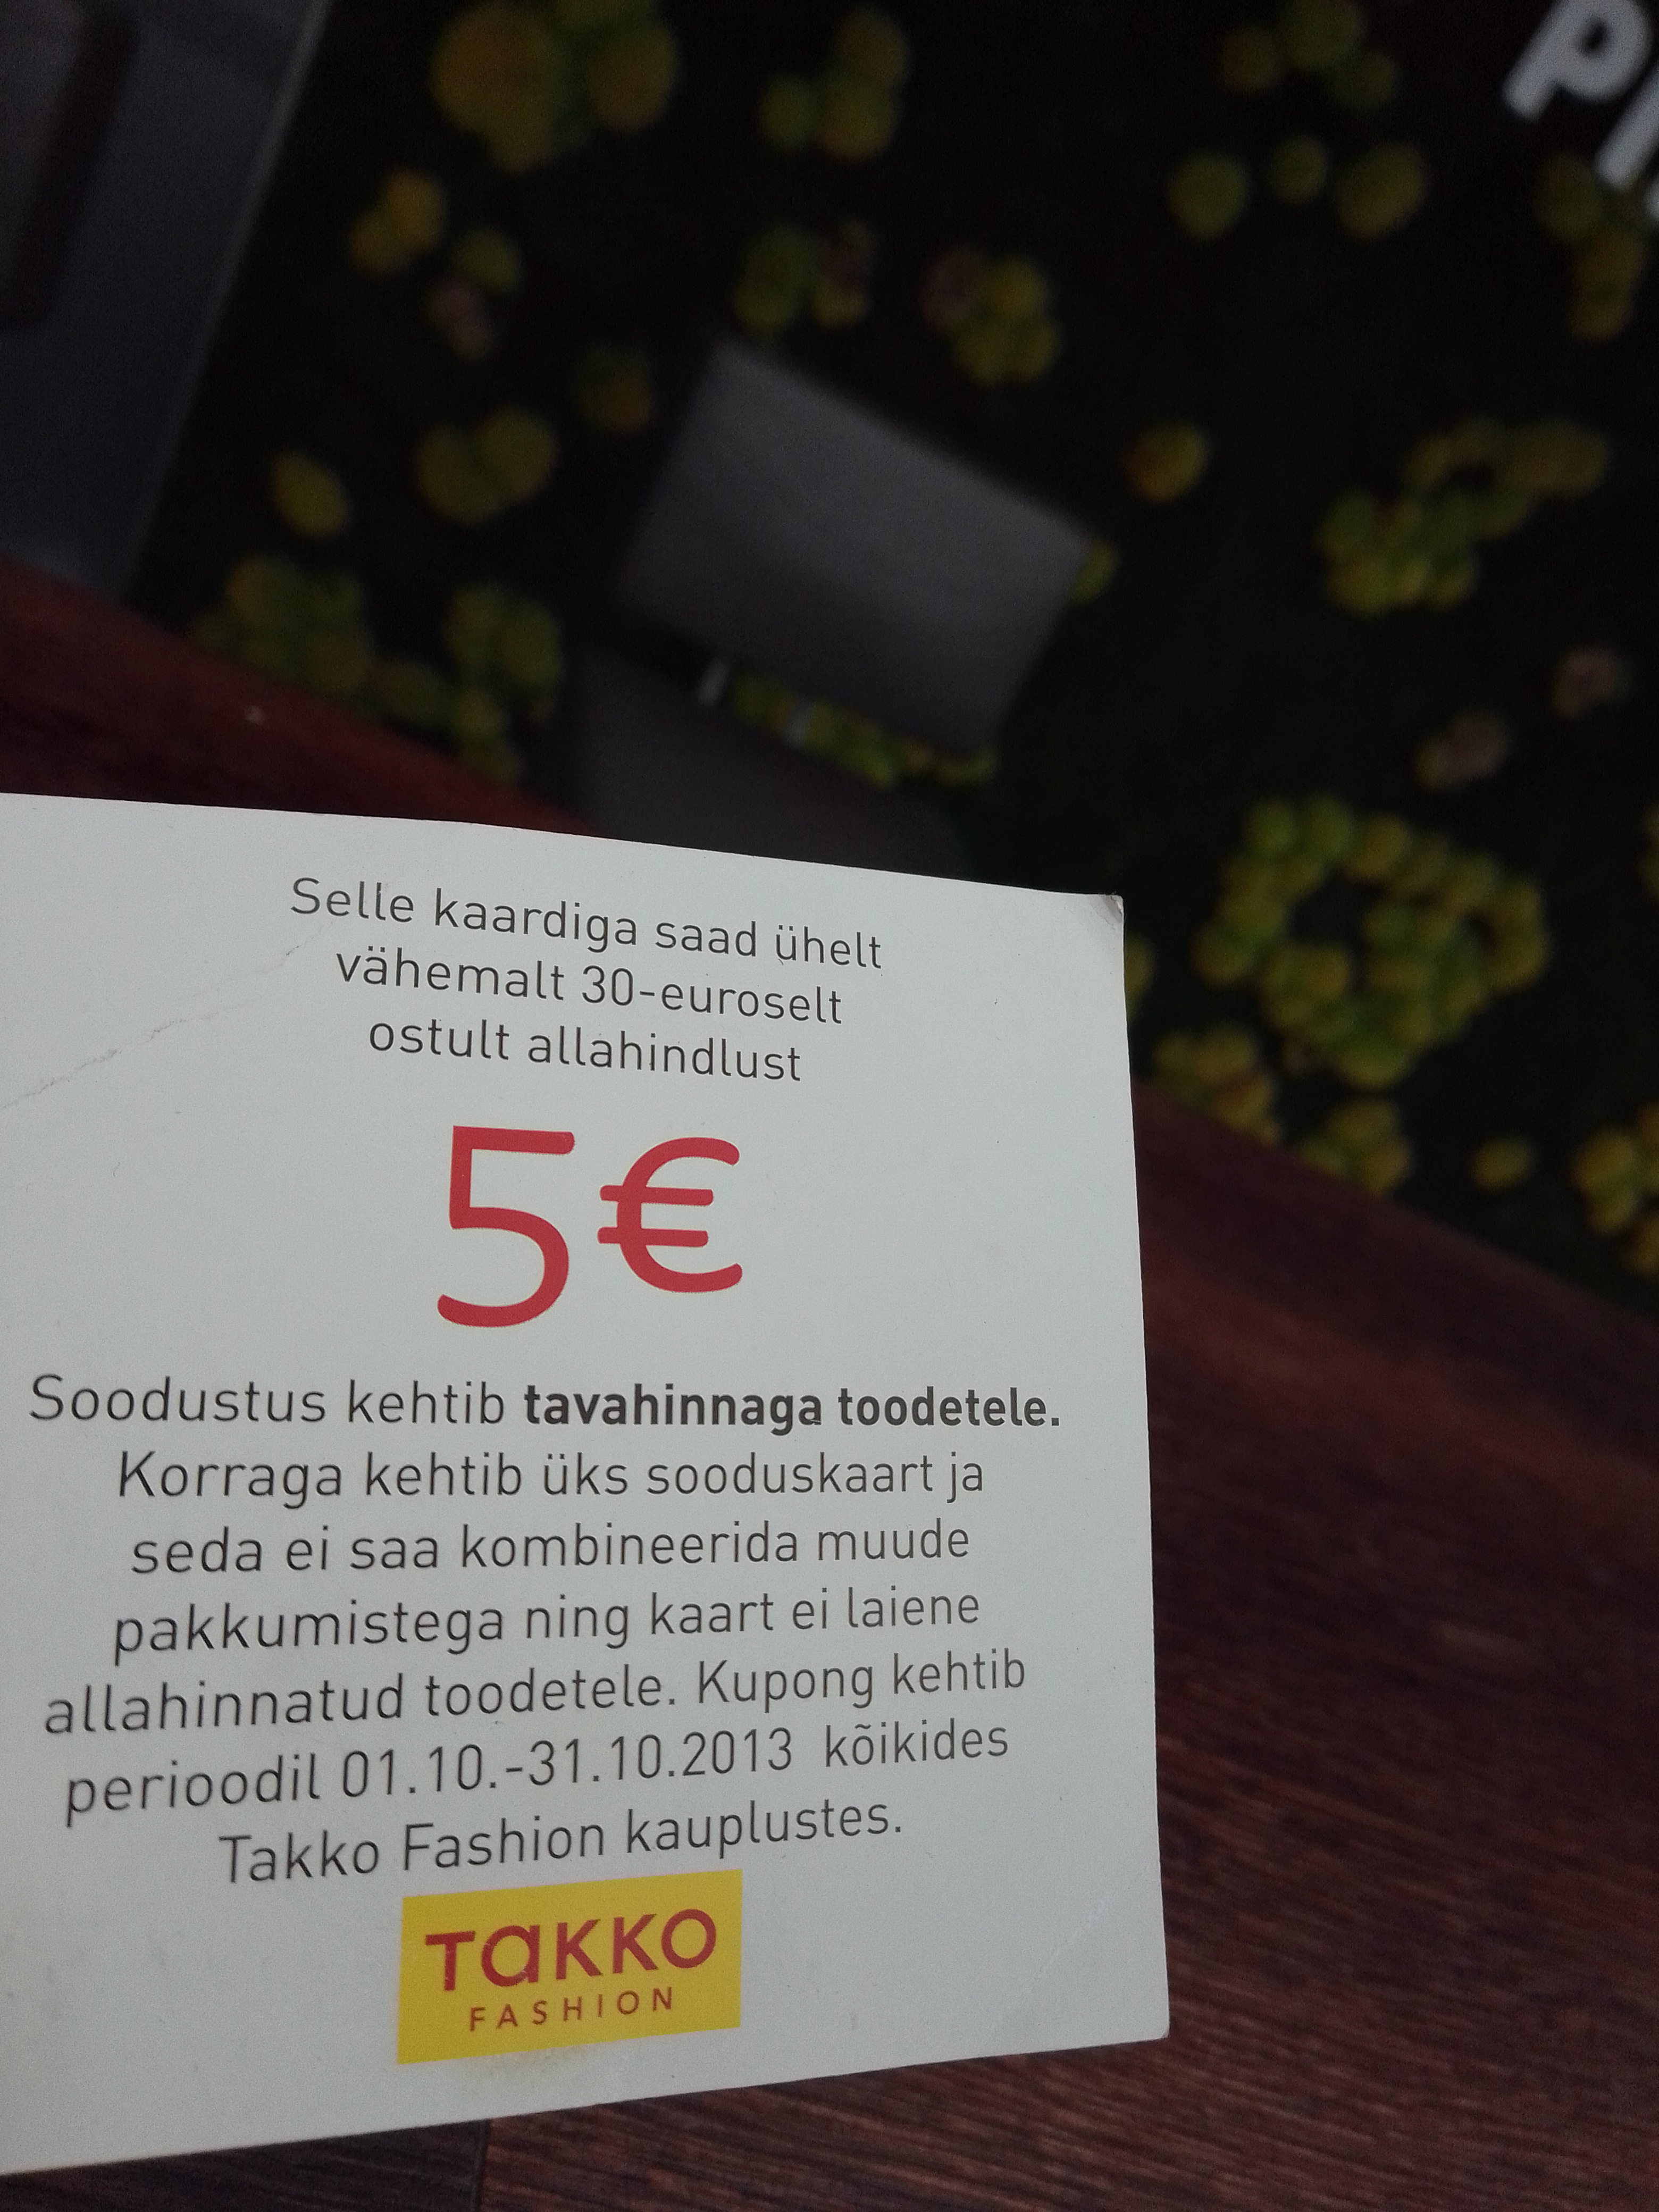 Selle kaardiga saad ühelt
vähemalt 30-euroselt
ostult allahindlust
5€
Soodustus kehtib tavahinnaga toodetele.
Korraga kehtib üks sooduskaart ja
seda ei saa kombineerida muude
pakkumistega ning kaart ei laiene
allahinnatud toodetele. Kupong kehtib
perioodil 01.10.-31.10.2013 kõikides
Takko Fashion kauplustes.
TAKKO
FASHION